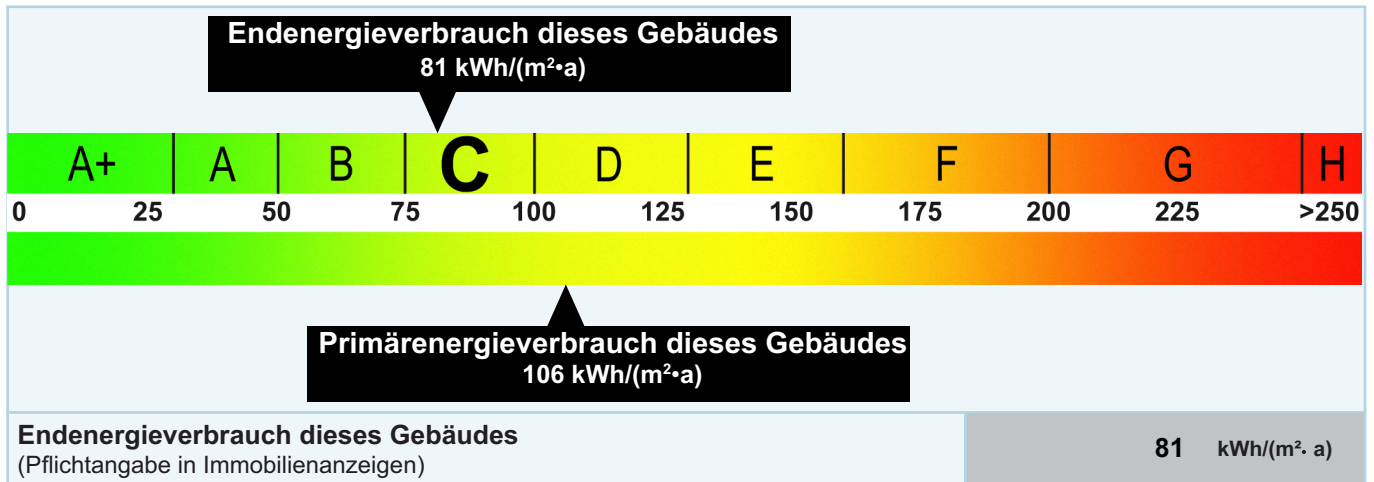 Endenergieverbrauch dieses Gebäudes
81 kWh/(m²•a)
A+ A B C D E F G H
0 25 50 75 100 125 150 175 200 225 >250
Primärenergieverbrauch dieses Gebäudes
106 kWh/(m²•a)
Endenergieverbrauch dieses Gebäudes
(Pflichtangabe in Immobilienanzeigen)
81 kWh/(m²· a)